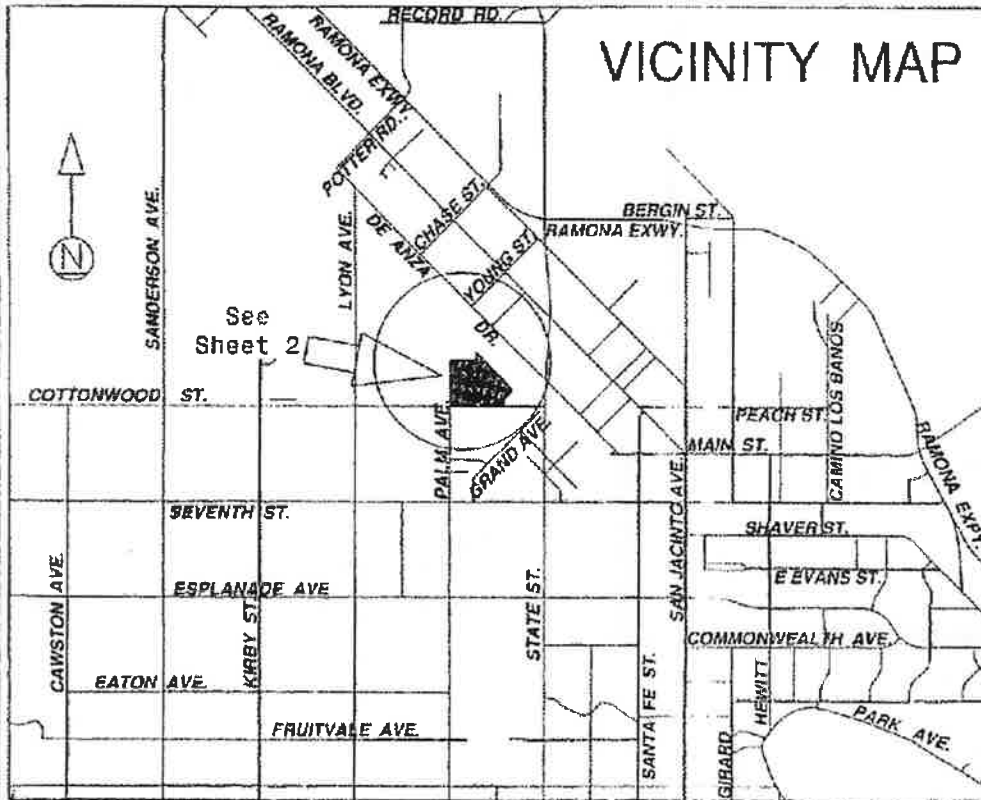 RECORD RD.
VICINITY MAP
RAMONA EXWY.
RAMONA BLVD.
POTTER RD.
CHASE ST.
BERGIN ST.
RAMONA EXWY.
N
SANDERSON AVE.
LYON AVE.
DE ANZA
DR.
YOUNG ST.
See
Sheet 2
COTTONWOOD ST.
PALM AVE.
GRAND AVE.
PEACH ST.
MAIN ST.
CAMINO LOS BANOS
RAMONA EXPY.
SEVENTH ST.
SAN JACINTO AVE.
SHAVER ST.
E EVANS ST.
ESPLANADE AVE
CAWSTON AVE.
KIRBY ST.
STATE ST.
COMMONWEALTH AVE.
EATON AVE.
FRUITVALE AVE.
SANTA FE ST.
GIRARD
HEWITT
PARK AVE.